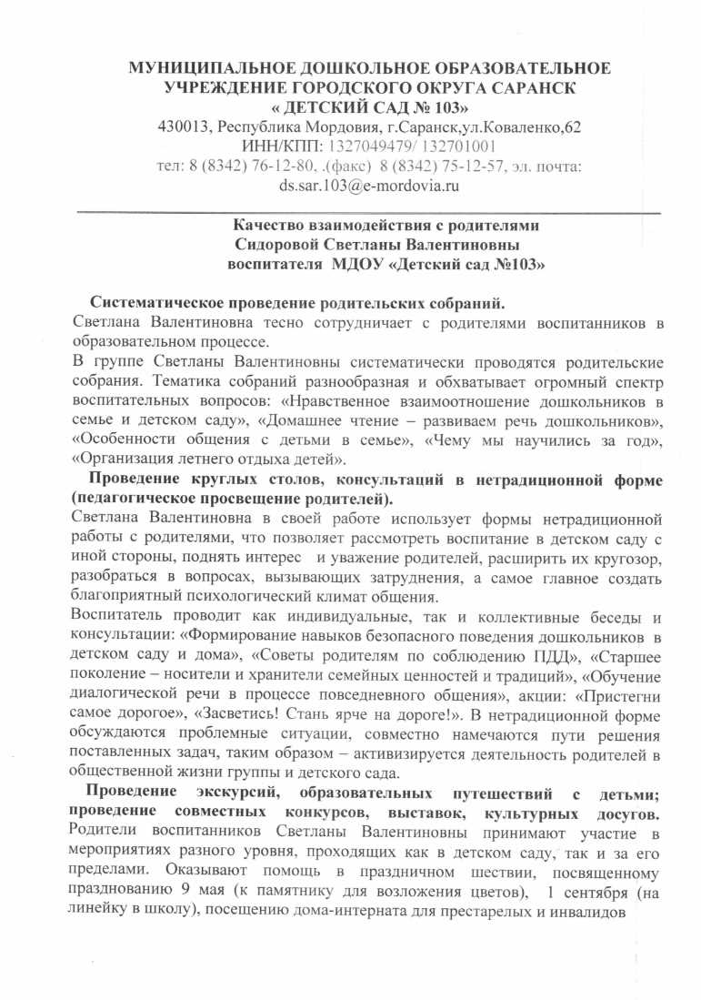 МУНИЦИПАЛЬНОЕ ДОШКОЛЬНОЕ ОБРАЗОВАТЕЛЬНОЕ
УЧРЕЖДЕНИЕ ГОРОДСКОГО ОКРУГА САРАНСК
« ДЕТСКИЙ САД № 103»
430013, Республика Мордовия, г.Саранск,ул.Коваленко,62
ИНН/КПП: 1327049479/ 132701001
тел: 8 (8342) 76-12-80, .(факс)  8 (8342) 75-12-57, эл. почта:
ds.sar.103@e-mordovia.ru
Качество взаимодействия с родителями
Сидоровой Светланы Валентиновны
воспитателя  МДОУ «Детский сад №103»
Систематическое проведение родительских собраний.
Светлана Валентиновна тесно сотрудничает с родителями воспитанников в
образовательном процессе.
В группе Светланы Валентиновны систематически проводятся родительские
собрания. Тематика собраний разнообразная и обхватывает огромный спектр
воспитательных вопросов: «Нравственное взаимоотношение дошкольников в
семье и детском саду», «Домашнее чтение – развиваем речь дошкольников»,
«Особенности общения с детьми в семье», «Чему мы научились за год»,
«Организация летнего отдыха детей».
Проведение круглых столов, консультаций в нетрадиционной форме
(педагогическое просвещение родителей).
Светлана Валентиновна в своей работе использует формы нетрадиционной
работы с родителями, что позволяет рассмотреть воспитание в детском саду с
иной стороны, поднять интерес   и уважение родителей, расширить их кругозор,
разобраться в вопросах, вызывающих затруднения, а самое главное создать
благоприятный психологический климат общения.
Воспитатель проводит как индивидуальные, так и коллективные беседы и
консультации: «Формирование навыков безопасного поведения дошкольников  в
детском саду и дома», «Советы родителям по соблюдению ПДД», «Старшее
поколение – носители и хранители семейных ценностей и традиций», «Обучение
диалогической речи в процессе повседневного общения», акции: «Пристегни
самое дорогое», «Засветись! Стань ярче на дороге!». В нетрадиционной форме
обсуждаются проблемные ситуации, совместно намечаются пути решения
поставленных задач, таким образом – активизируется деятельность родителей в
общественной жизни группы и детского сада.
Проведение экскурсий, образовательных путешествий с детьми;
проведение совместных конкурсов, выставок, культурных досугов.
Родители воспитанников Светланы Валентиновны принимают участие в
мероприятиях разного уровня, проходящих как в детском саду, так и за его
пределами. Оказывают помощь в праздничном шествии, посвященному
празднованию 9 мая (к памятнику для возложения цветов),  1 сентября (на
линейку в школу), посещению дома-интерната для престарелых и инвалидов